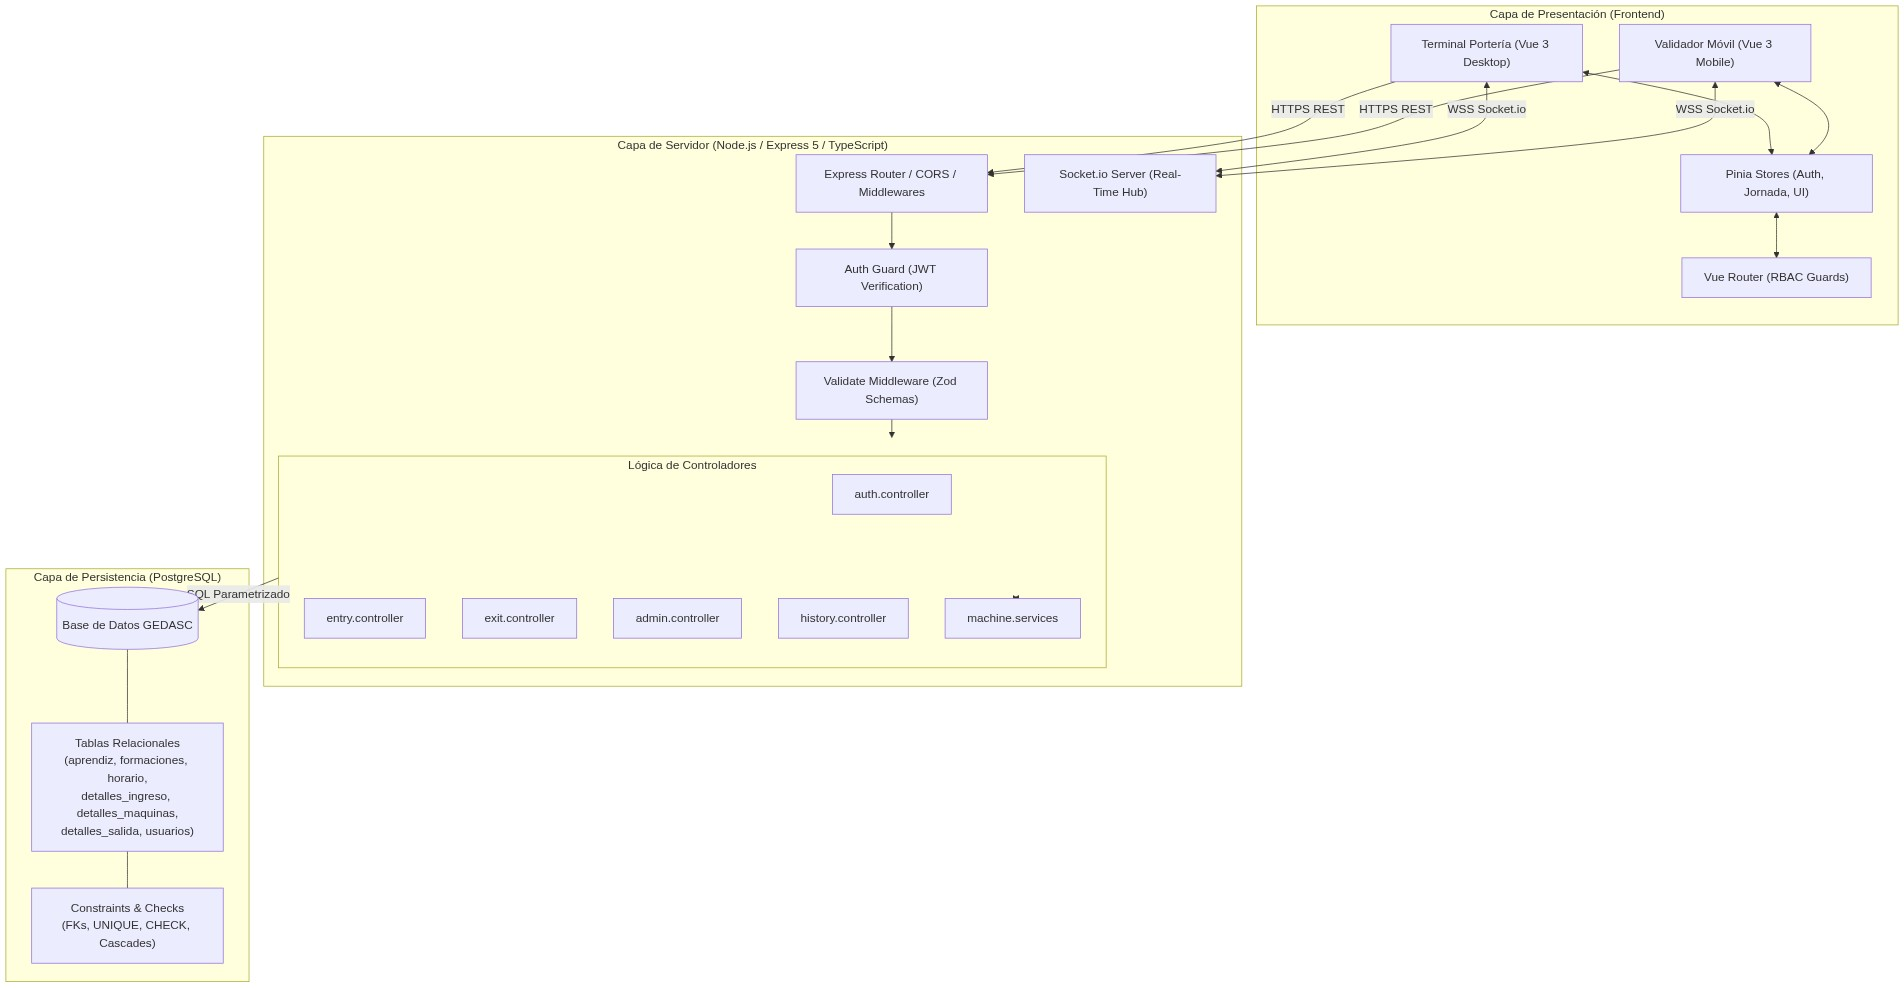 Capa de Presentación (Frontend)
Terminal Portería (Vue 3
Desktop)
Validador Móvil (Vue 3
Mobile)
HTTPS REST
HTTPS REST
WSS Socket.io
WSS Socket.io
Pinia Stores (Auth,
Jornada, UI)
Vue Router (RBAC Guards)
Capa de Servidor (Node.js / Express 5 / TypeScript)
Express Router / CORS /
Middlewares
Socket.io Server (Real-
Time Hub)
Auth Guard (JWT
Verification)
Validate Middleware (Zod
Schemas)
Lógica de Controladores
auth.controller
entry.controller
exit.controller
admin.controller
history.controller
machine.services
Capa de Persistencia (PostgreSQL)
SQL Parametrizado
Base de Datos GEDASC
Tablas Relacionales
(aprendiz, formaciones,
horario,
detalles_ingreso,
detalles_maquinas,
detalles_salida, usuarios)
Constraints & Checks
(FKs, UNIQUE, CHECK,
Cascades)